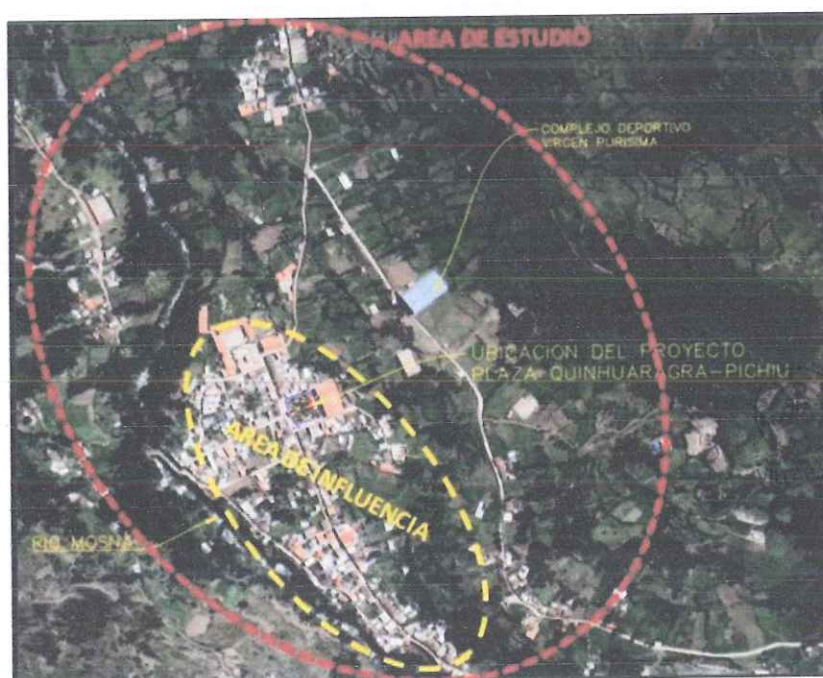 AREA DE ESTUDIO
COMPLEJO DEPORTIVO
VIRGEN PURISIMA
UBICACION DEL PROYECTO
PLAZA QUINHUARAGRA-PICHIU
AREA DE INFLUENCIA
RIO MOSNA